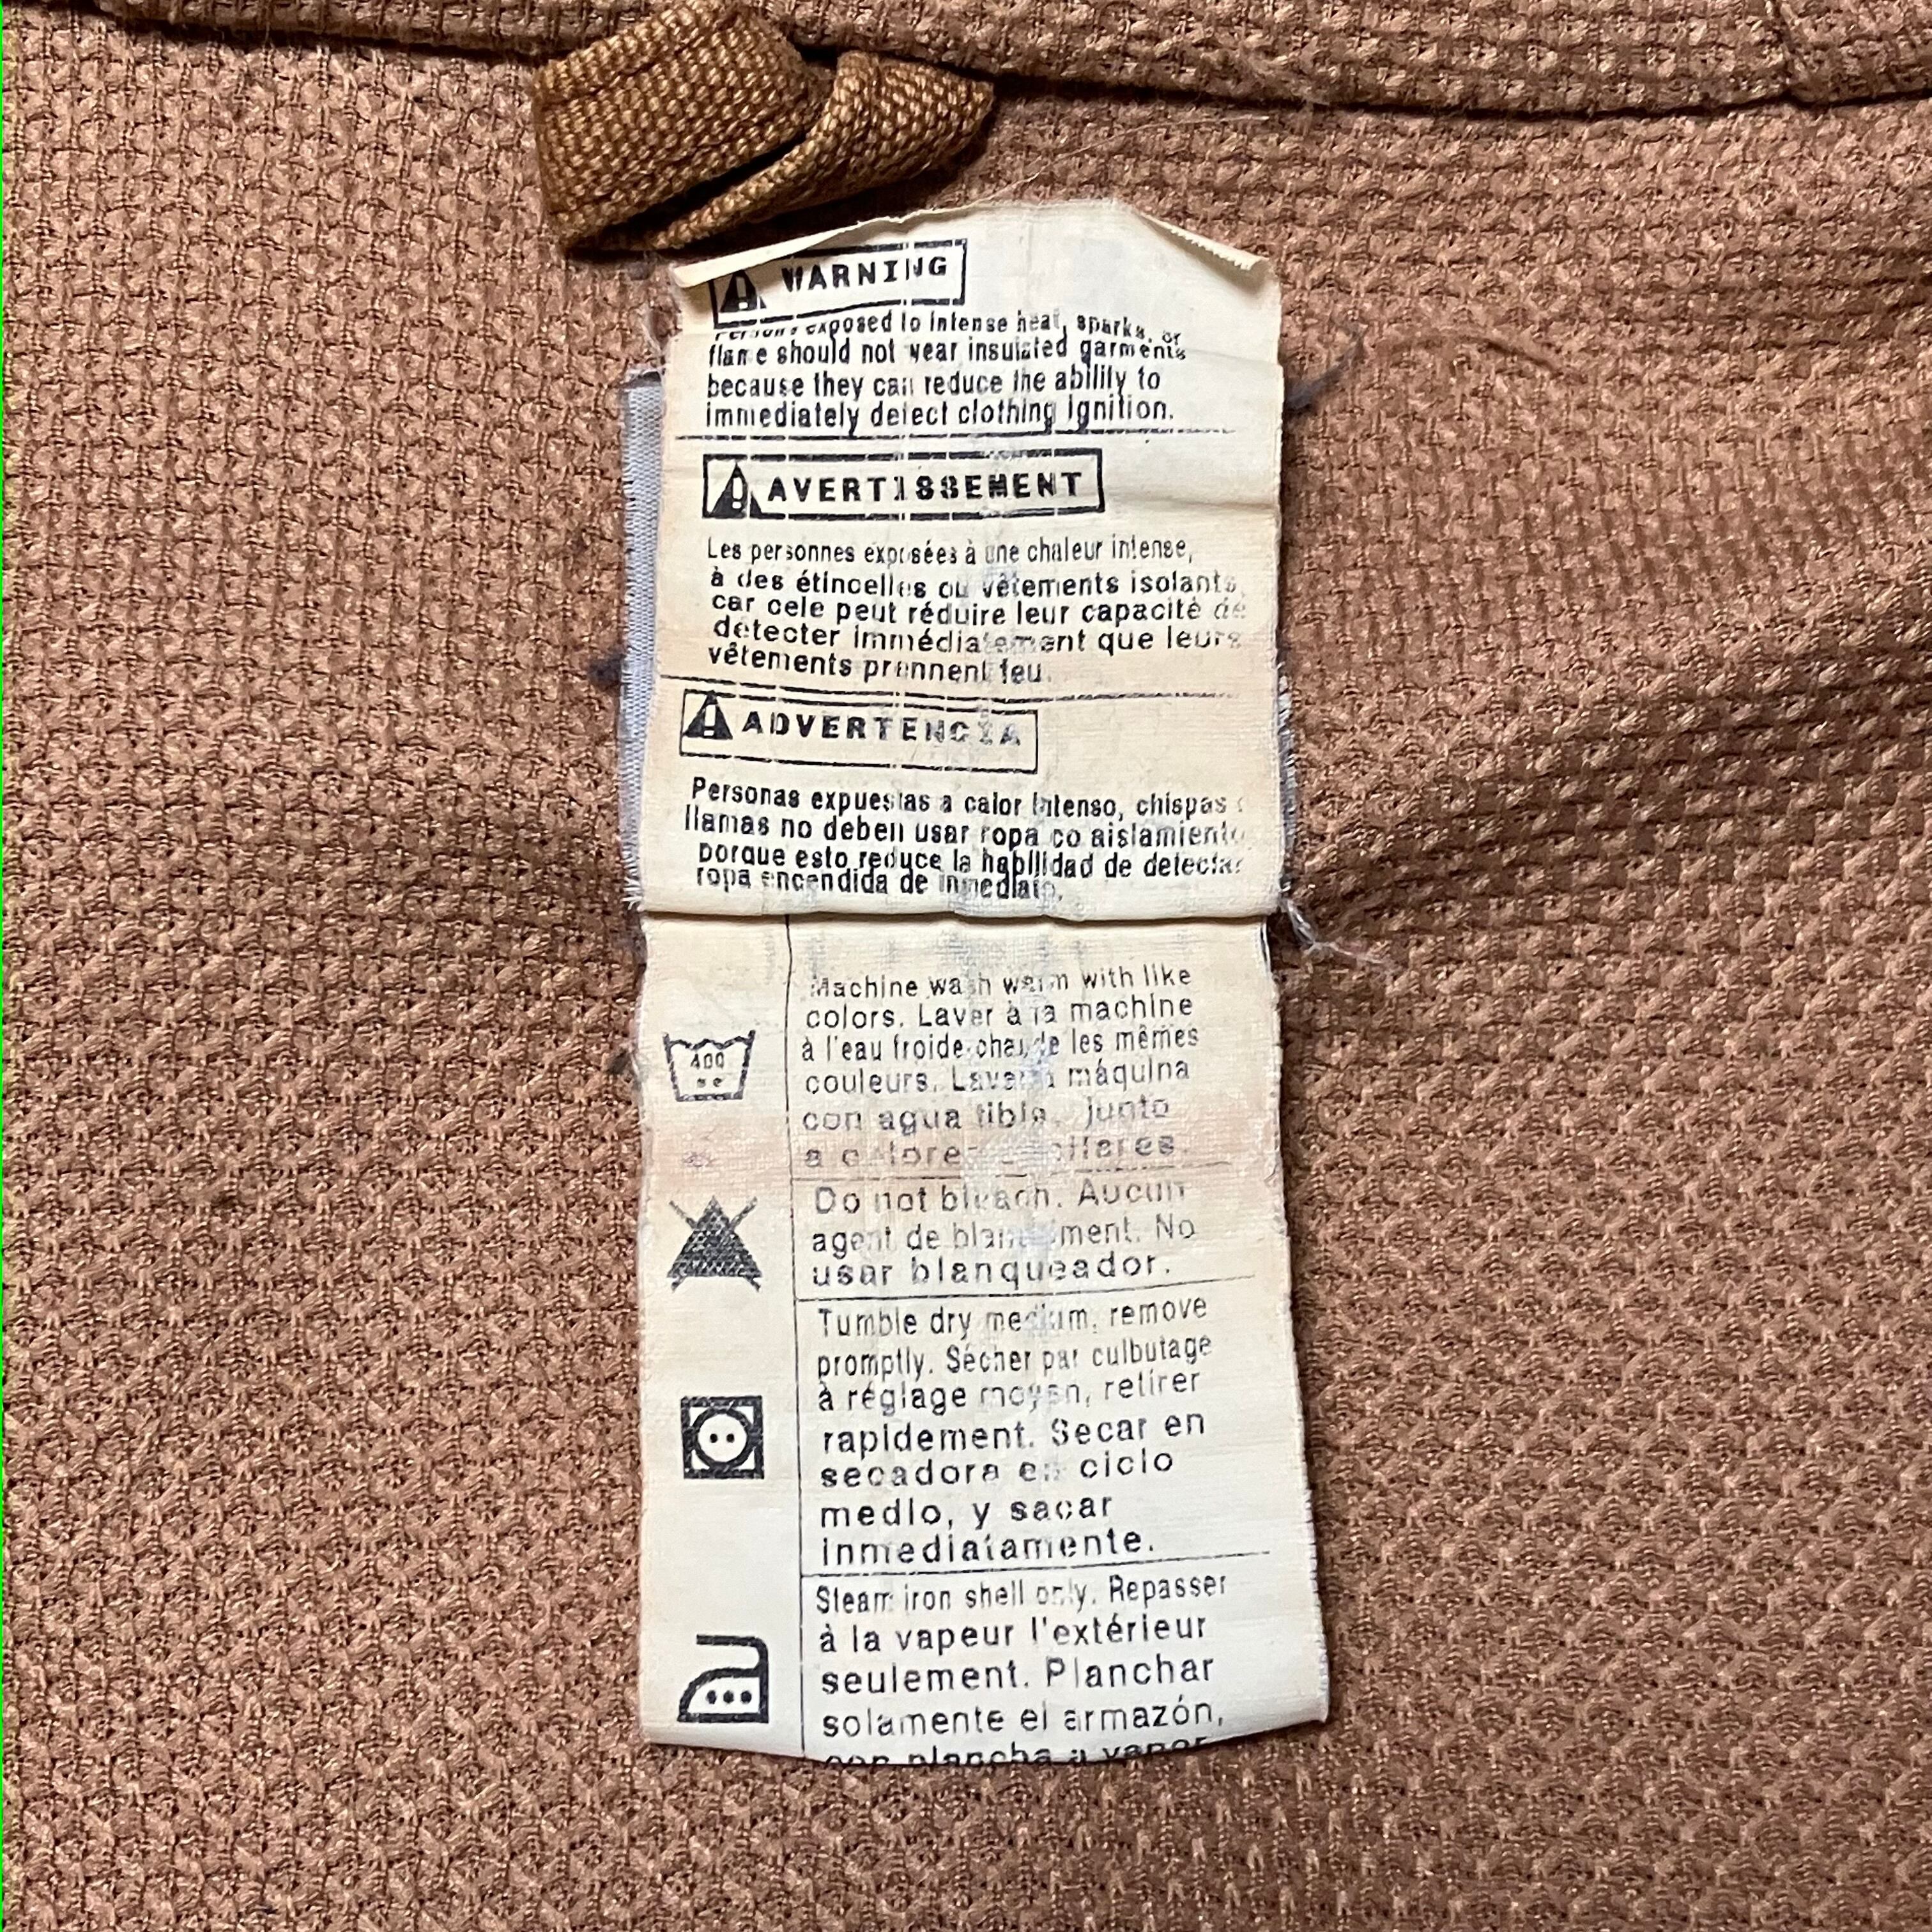 WARNING
Persons exposed to intense heat, sparks, or
flame should not wear insulated garments
because they can reduce the ability to
immediately detect clothing ignition.
AVERTISSEMENT
Les personnes exposées à une chaleur intense,
à des étincelles ou vêtements isolants,
car cele peut réduire leur capacité de
détecter immédiatement que leurs
vêtements prennent feu.
ADVERTENCIA
Personas expuestas a calor intenso, chispas
llamas no deben usar ropa co aislamiento
porque esto reduce la habilidad de detectar
ropa encendida de inmediato.
Machine wash warm with like
colors. Laver à la machine
à l'eau froide-chaude les mêmes
couleurs. Lavar a máquina
con agua tibia, junto
a
Do not bleach. Aucun
agent de ment. No
usar blanqueador.
Tumble dry medium, remove
promptly. Sécher par culbutage
à réglage moyen, retirer
rapidement. Secar en
secadora en ciclo
medio, y sacar
inmediatamente.
Steam iron shell only. Repasser
à la vapeur l'extérieur
seulement. Planchar
solamente el armazón,
con plancha a vapor